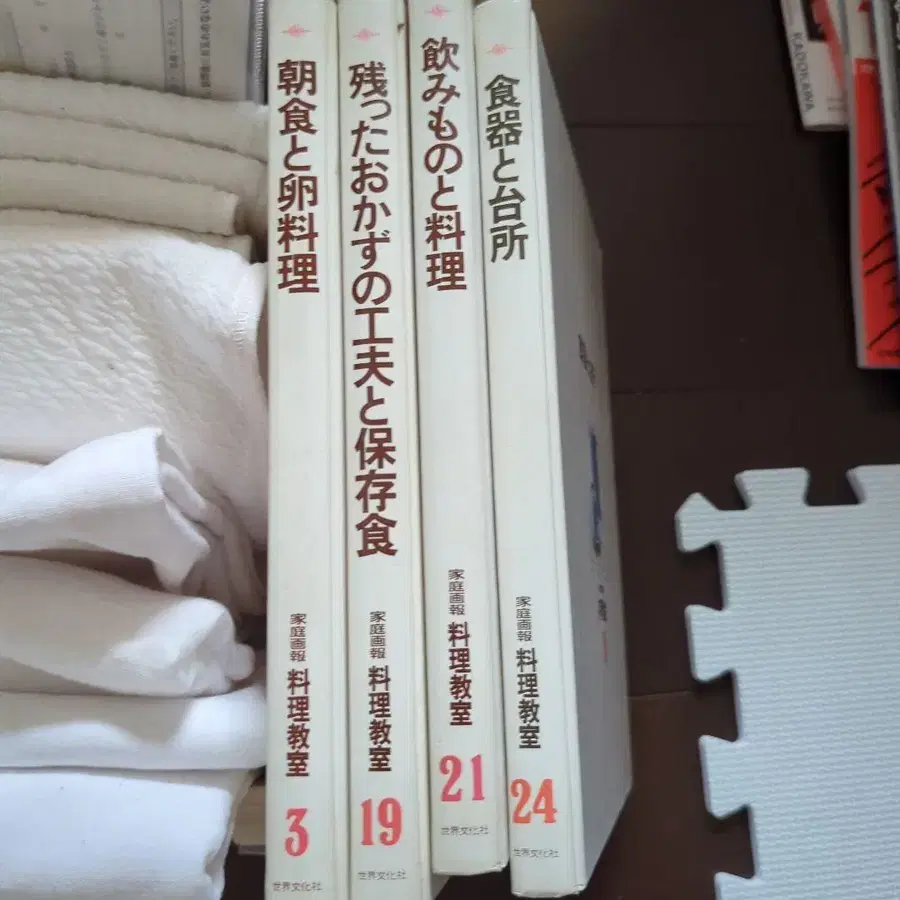 朝食と卵料理
家庭画報
料理教室
3
世界文化社
残ったおかずの工夫と保存食
家庭画報
料理教室
19
世界文化社
飲みものと料理
家庭画報
料理教室
21
世界文化社
食器と台所
家庭画報
料理教室
24
世界文化社
KADOKAWA